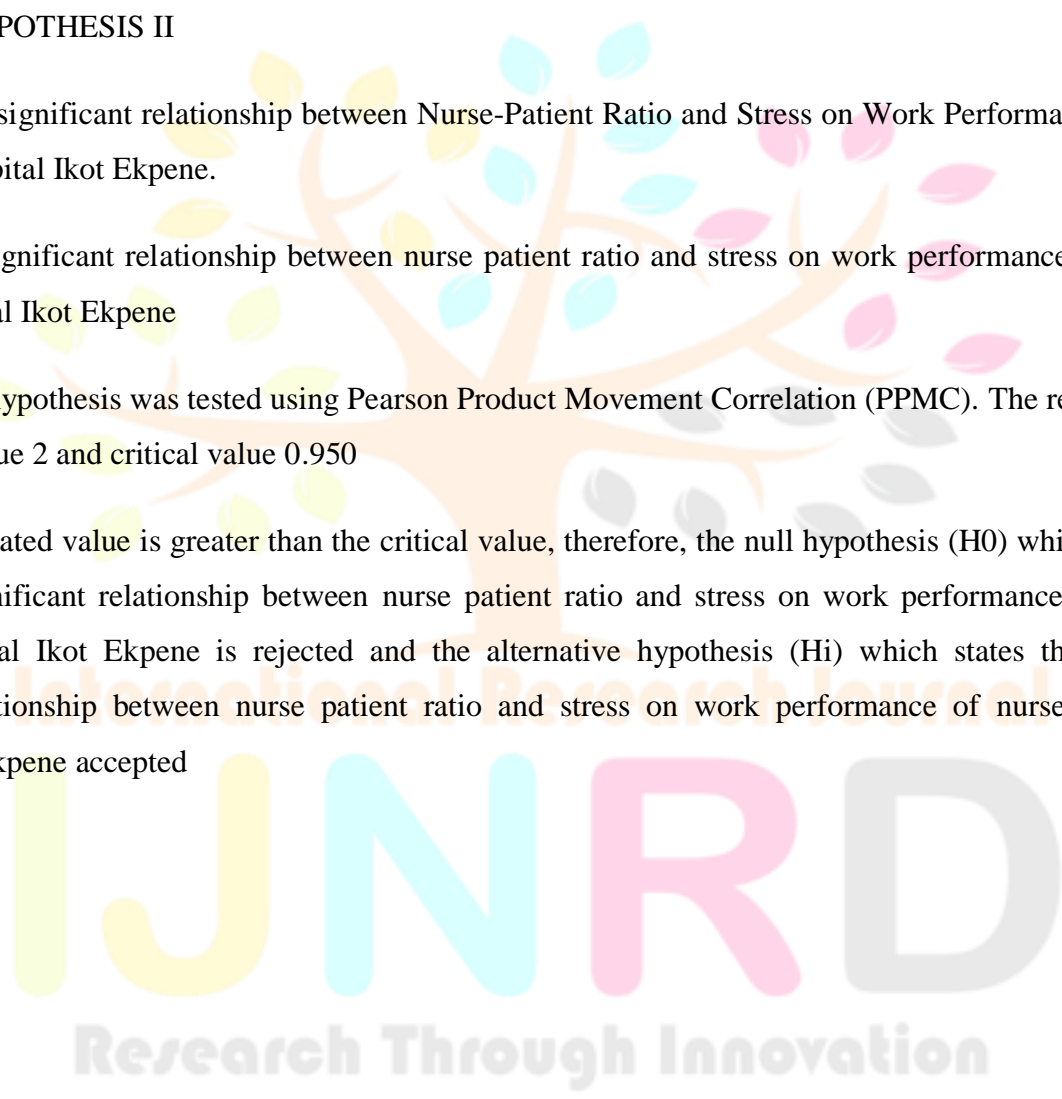 POTHESIS II
significant relationship between Nurse-Patient Ratio and Stress on Work Performa
pital Ikot Ekpene.
gnificant relationship between nurse patient ratio and stress on work performance
al Ikot Ekpene
ypothesis was tested using Pearson Product Movement Correlation (PPMC). The re
ue 2 and critical value 0.950
ated value is greater than the critical value, therefore, the null hypothesis (H0) whi
nificant relationship between nurse patient ratio and stress on work performance
al Ikot Ekpene is rejected and the alternative hypothesis (Hi) which states th
tionship between nurse patient ratio and stress on work performance of nurse
International Research Journal
kpene accepted
IJNRD
Research Through Innovation